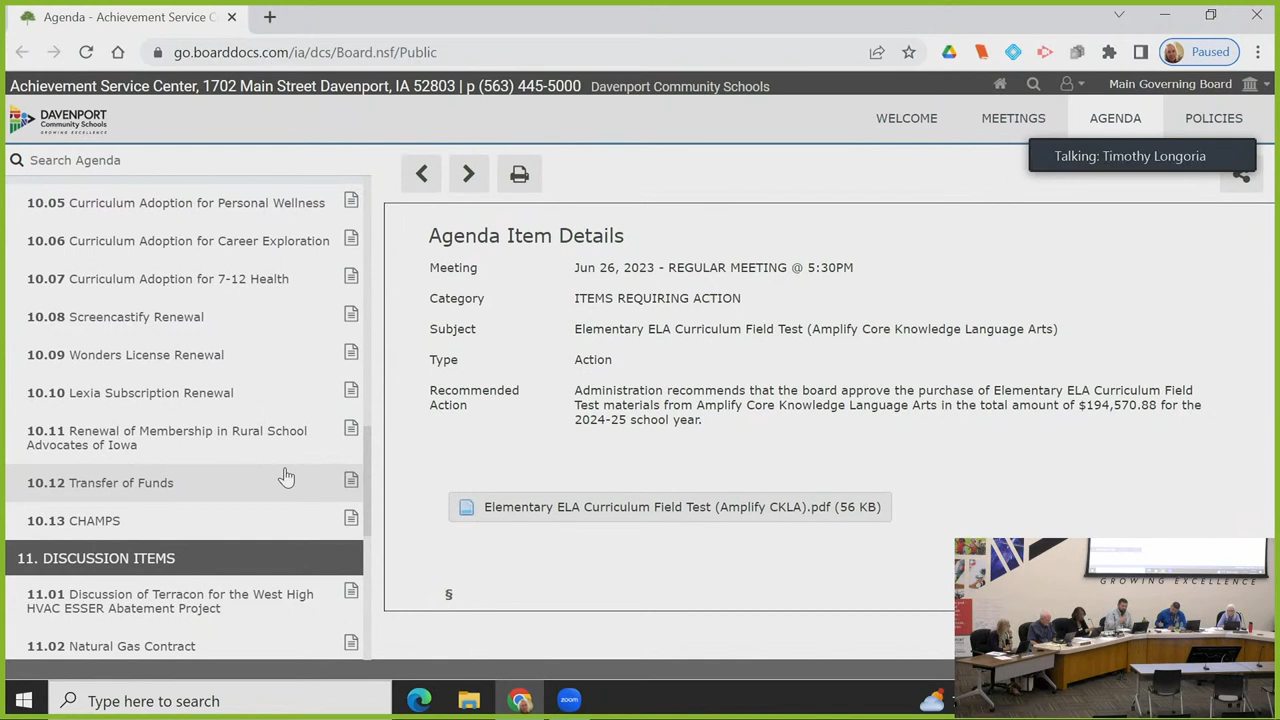 Agenda - Achievement Service C
go.boarddocs.com/ia/dcs/Board.nsf/Public
Paused
Achievement Service Center, 1702 Main Street Davenport, IA 52803 | p (563) 445-5000 Davenport Community Schools
Main Governing Board
DAVENPORT
Community Schools
GROWING EXCELLENCE
WELCOME
MEETINGS
AGENDA
POLICIES
Talking: Timothy Longoria
Search Agenda
10.05 Curriculum Adoption for Personal Wellness
10.06 Curriculum Adoption for Career Exploration
10.07 Curriculum Adoption for 7-12 Health
10.08 Screencastify Renewal
10.09 Wonders License Renewal
10.10 Lexia Subscription Renewal
10.11 Renewal of Membership in Rural School
Advocates of Iowa
10.12 Transfer of Funds
10.13 CHAMPS
11. DISCUSSION ITEMS
11.01 Discussion of Terracon for the West High
HVAC ESSER Abatement Project
11.02 Natural Gas Contract
Agenda Item Details
Meeting Jun 26, 2023 - REGULAR MEETING @ 5:30PM
Category ITEMS REQUIRING ACTION
Subject Elementary ELA Curriculum Field Test (Amplify Core Knowledge Language Arts)
Type Action
Recommended Administration recommends that the board approve the purchase of Elementary ELA Curriculum Field
Action Test materials from Amplify Core Knowledge Language Arts in the total amount of $194,570.88 for the
2024-25 school year.
Elementary ELA Curriculum Field Test (Amplify CKLA).pdf (56 KB)
§
GROWING EXCELLENCE
Type here to search
zoom